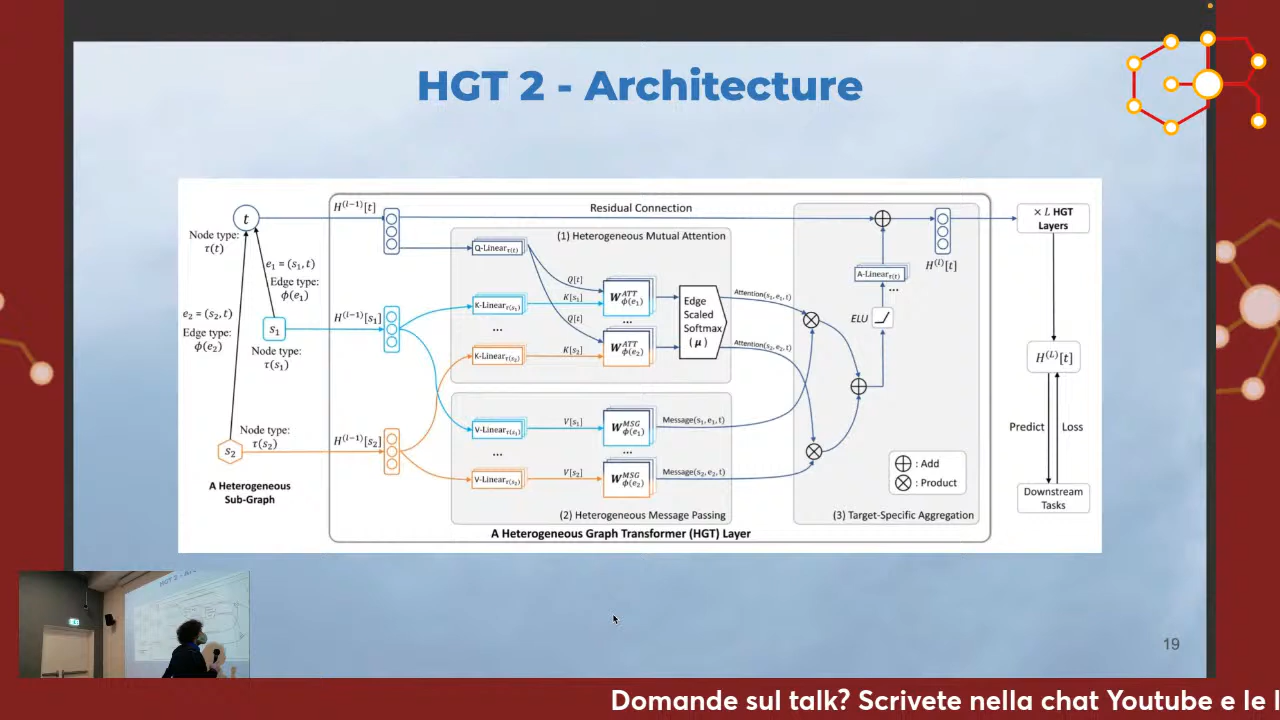 HGT 2 - Architecture
t
Node type:
τ(t)
e₁ = (s₁, t)
Edge type:
ϕ(e₁)
e₂ = (s₂, t)
Edge type:
ϕ(e₂)
s₁
Node type:
τ(s₁)
Node type:
τ(s₂)
s₂
A Heterogeneous
Sub-Graph
H⁽ˡ⁻¹⁾[t]
H⁽ˡ⁻¹⁾[s₁]
H⁽ˡ⁻¹⁾[s₂]
Residual Connection
(1) Heterogeneous Mutual Attention
Q-Linear_τ(t)
K-Linear_τ(s₁)
...
K-Linear_τ(s₂)
Q[t]
K[s₁]
Q[t]
K[s₂]
W^ATT_ϕ(e₁)
...
W^ATT_ϕ(e₂)
Edge
Scaled
Softmax
(μ)
Attention(s₁, e₁, t)
Attention(s₂, e₂, t)
V-Linear_τ(s₁)
...
V-Linear_τ(s₂)
V[s₁]
V[s₂]
W^MSG_ϕ(e₁)
...
W^MSG_ϕ(e₂)
Message(s₁, e₁, t)
Message(s₂, e₂, t)
(2) Heterogeneous Message Passing
A-Linear_τ(t)
...
ELU
H⁽ˡ⁾[t]
⊕ : Add
⊗ : Product
(3) Target-Specific Aggregation
A Heterogeneous Graph Transformer (HGT) Layer
× L HGT
Layers
H⁽ᴸ⁾[t]
Predict
Loss
Downstream
Tasks
19
Domande sul talk? Scrivete nella chat Youtube e le